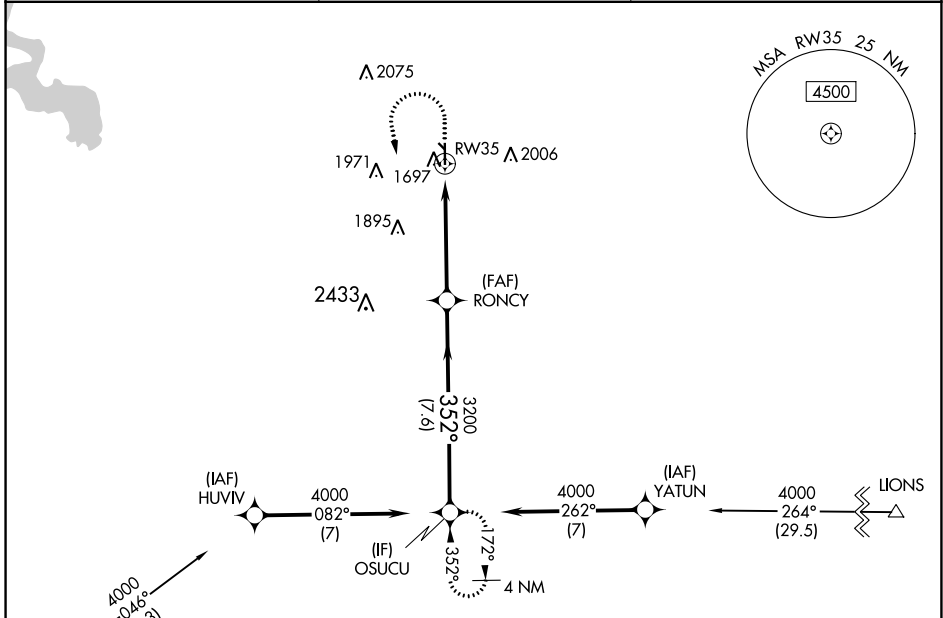 MSA RW35 25 NM
4500
2075
RW35
2006
1971
1697
1895
(FAF)
RONCY
2433
3200
352°
(7.6)
(IAF)
HUVIV
4000
082°
(7)
(IF)
OSUCU
172°
352°
4 NM
(IAF)
YATUN
4000
262°
(7)
LIONS
4000
264°
(29.5)
4000
046°